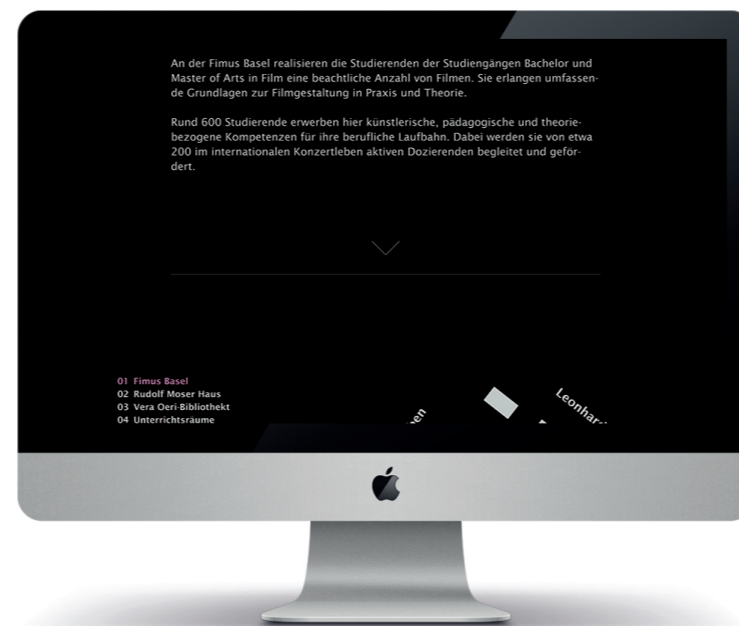 An der Fimus Basel realisieren die Studierenden der Studiengängen Bachelor und
Master of Arts in Film eine beachtliche Anzahl von Filmen. Sie erlangen umfassen-
de Grundlagen zur Filmgestaltung in Praxis und Theorie.
Rund 600 Studierende erwerben hier künstlerische, pädagogische und theorie-
bezogene Kompetenzen für ihre berufliche Laufbahn. Dabei werden sie von etwa
200 im internationalen Konzertleben aktiven Dozierenden begleitet und geför-
dert.
01 Fimus Basel
02 Rudolf Moser Haus
03 Vera Oeri-Bibliothekt
04 Unterrichtsräume